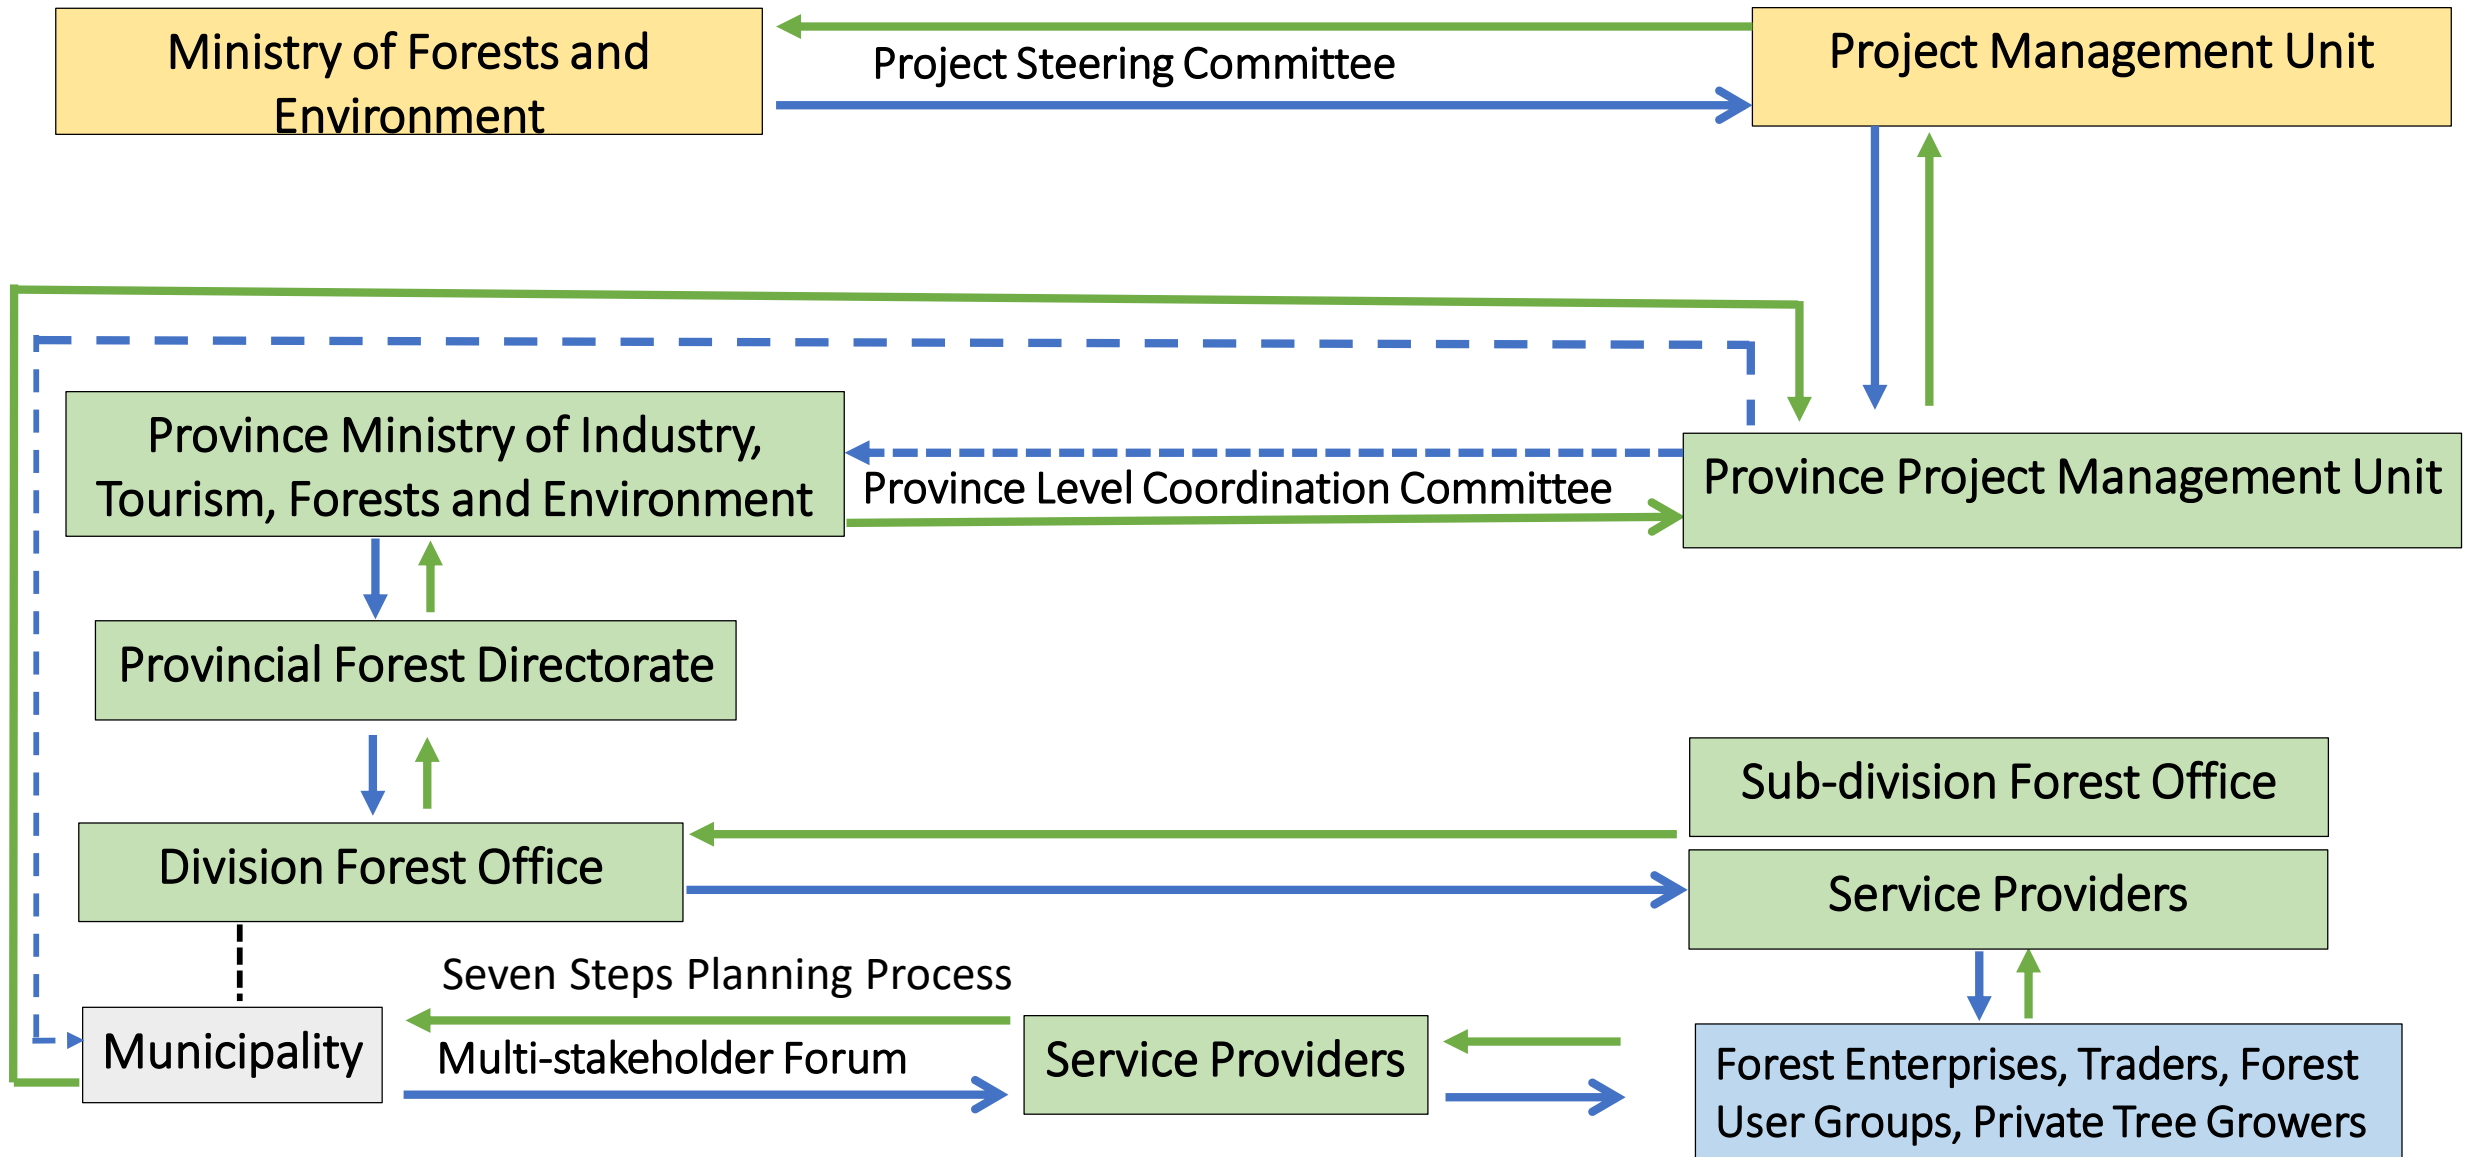 Ministry of Forests and
Environment
Project Steering Committee
Project Management Unit
Province Ministry of Industry,
Tourism, Forests and Environment
Province Level Coordination Committee
Province Project Management Unit
Provincial Forest Directorate
Sub-division Forest Office
Division Forest Office
Service Providers
Seven Steps Planning Process
Municipality
Multi-stakeholder Forum
Service Providers
Forest Enterprises, Traders, Forest
User Groups, Private Tree Growers